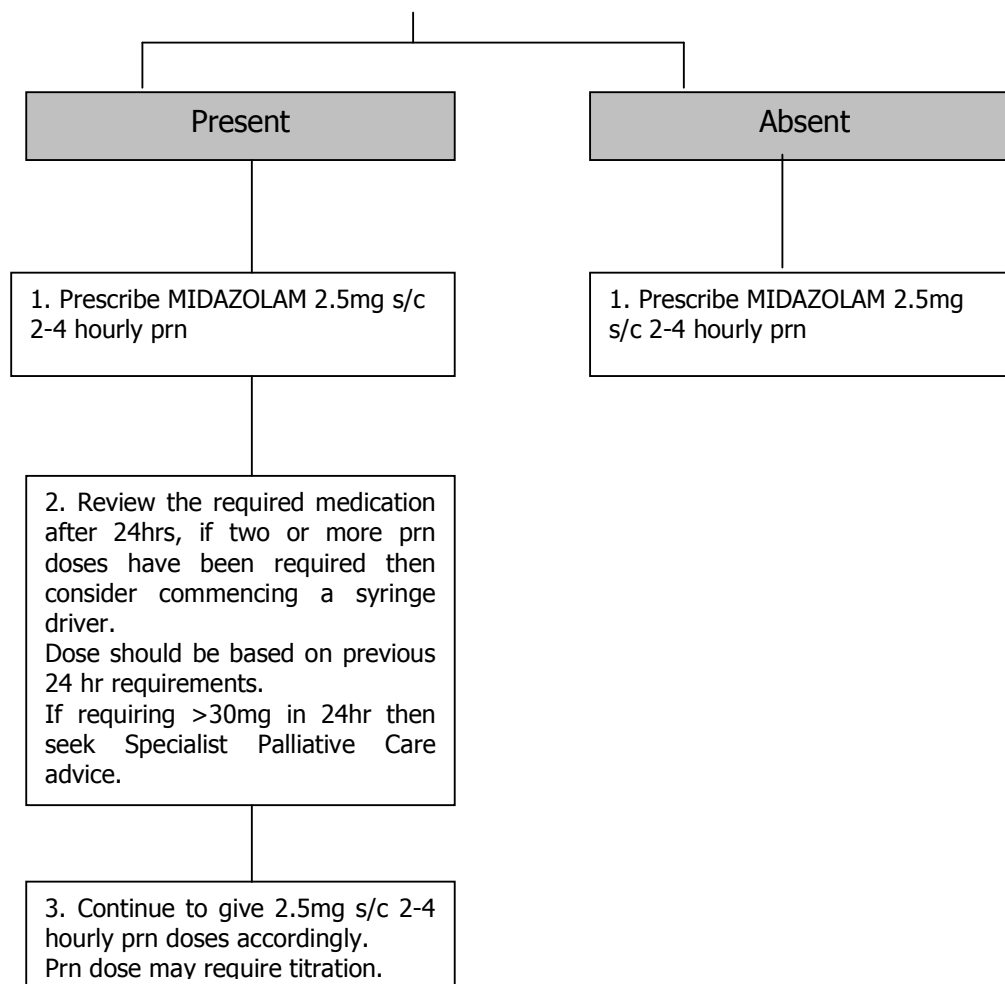 Present
Absent
1. Prescribe MIDAZOLAM 2.5mg s/c
2-4 hourly prn
1. Prescribe MIDAZOLAM 2.5mg
s/c 2-4 hourly prn
2. Review the required medication
after 24hrs, if two or more prn
doses have been required then
consider commencing a syringe
driver.
Dose should be based on previous
24 hr requirements.
If requiring >30mg in 24hr then
seek Specialist Palliative Care
advice.
3. Continue to give 2.5mg s/c 2-4
hourly prn doses accordingly.
Prn dose may require titration.